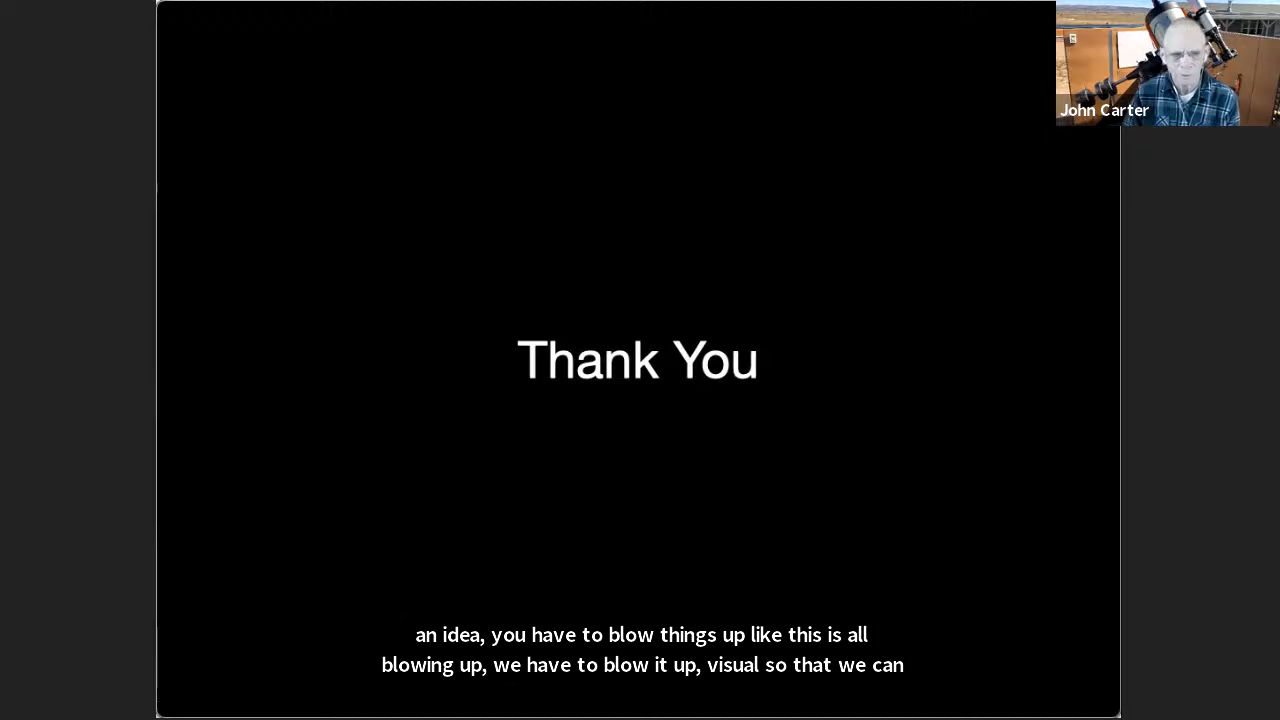 John Carter
Thank You
an idea, you have to blow things up like this is all
blowing up, we have to blow it up, visual so that we can